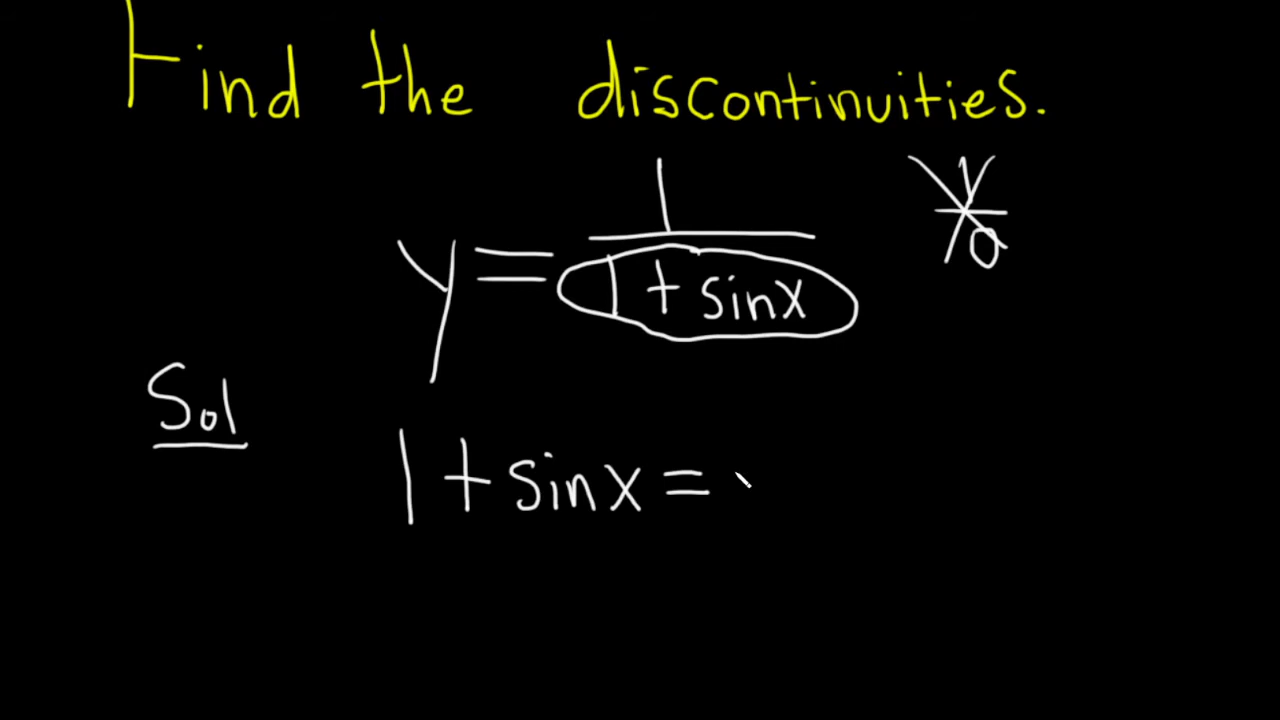 Find the discontinuities.
y = 1 / (1 + sinx)
1/0
Sol
1 + sinx =